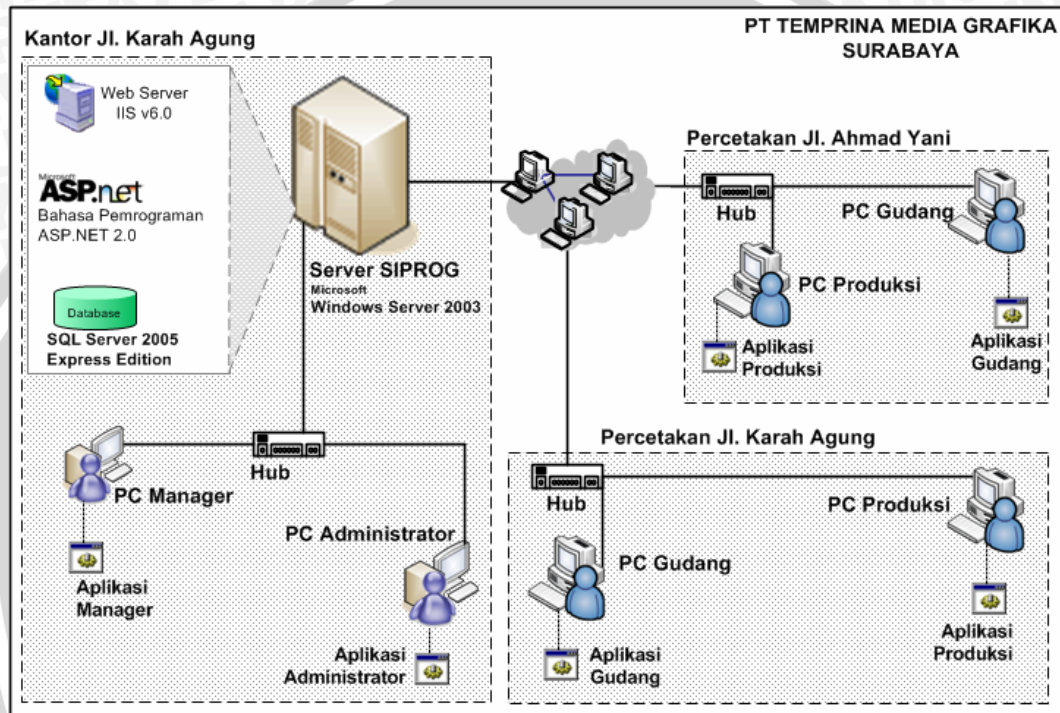 PT TEMPRINA MEDIA GRAFIKA
SURABAYA
Kantor Jl. Karah Agung
Web Server
IIS v6.0
Microsoft
ASP.net
Bahasa Pemrograman
ASP.NET 2.0
Database
SQL Server 2005
Express Edition
Server SIPROG
Microsoft
Windows Server 2003
Hub
PC Manager
Aplikasi
Manager
PC Administrator
Aplikasi
Administrator
Percetakan Jl. Ahmad Yani
Hub
PC Gudang
PC Produksi
Aplikasi
Produksi
Aplikasi
Gudang
Percetakan Jl. Karah Agung
Hub
PC Produksi
PC Gudang
Aplikasi
Gudang
Aplikasi
Produksi